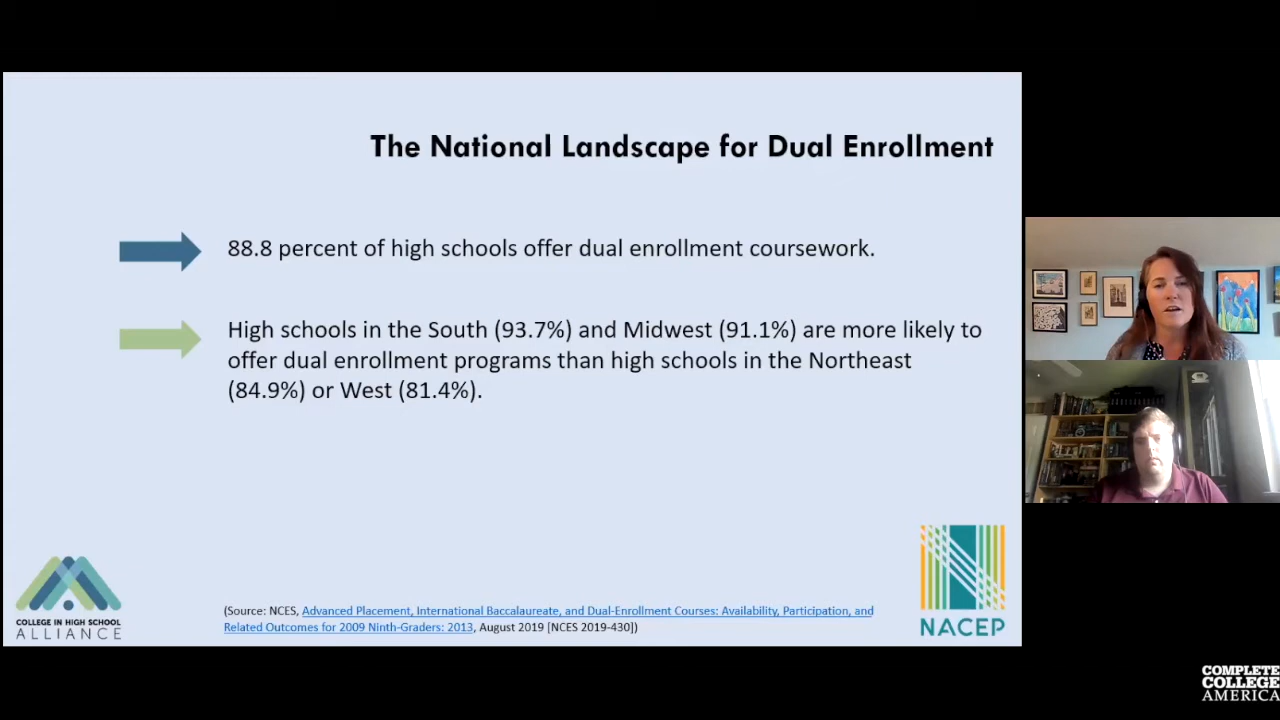 The National Landscape for Dual Enrollment
88.8 percent of high schools offer dual enrollment coursework.
High schools in the South (93.7%) and Midwest (91.1%) are more likely to
offer dual enrollment programs than high schools in the Northeast
(84.9%) or West (81.4%).
COLLEGE IN HIGH SCHOOL
ALLIANCE
(Source: NCES, Advanced Placement, International Baccalaureate, and Dual-Enrollment Courses: Availability, Participation, and
Related Outcomes for 2009 Ninth-Graders: 2013, August 2019 [NCES 2019-430])
NACEP
COMPLETE
COLLEGE
AMERICA